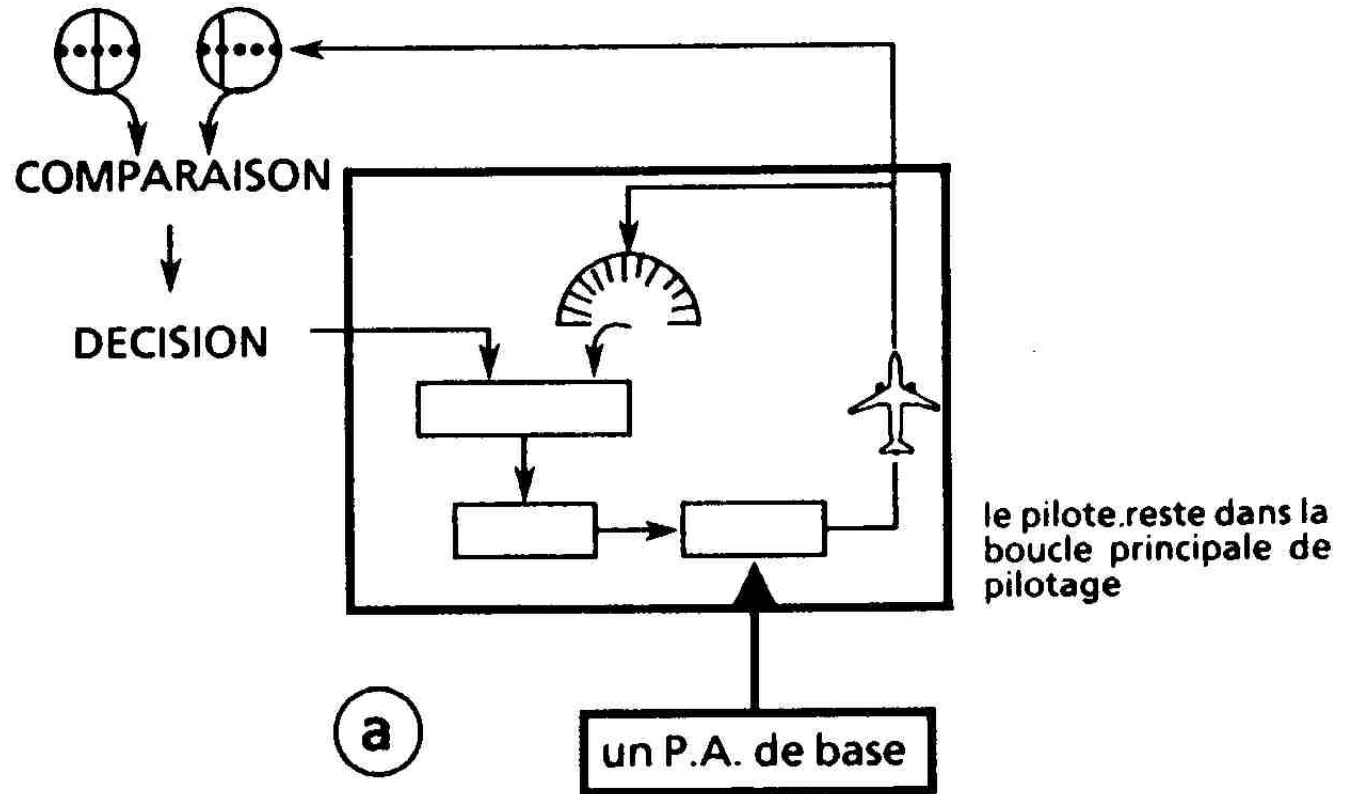 COMPARAISON
DECISION
le pilote.reste dans la
boucle principale de
pilotage
a
un P.A. de base